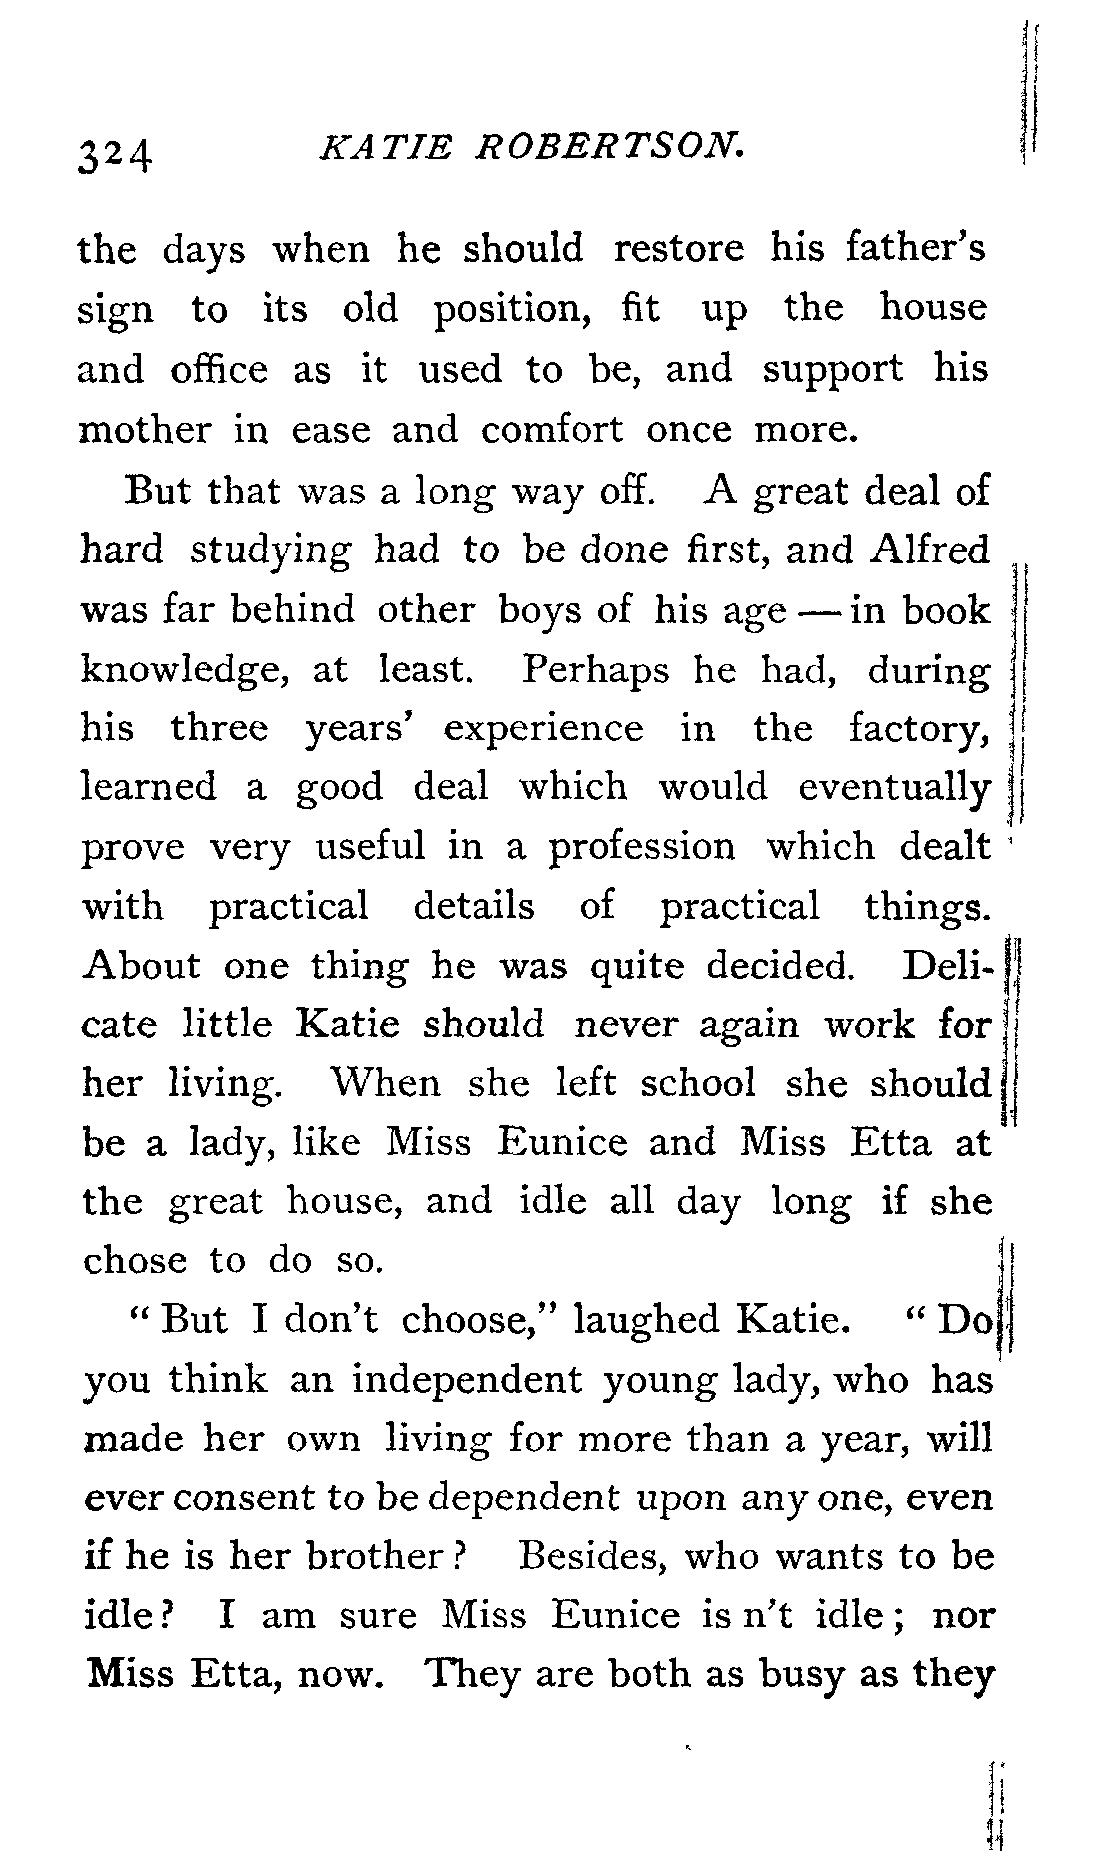 324 KATIE ROBERTSON.
the days when he should restore his father's
sign to its old position, fit up the house
and office as it used to be, and support his
mother in ease and comfort once more.
But that was a long way off. A great deal of
hard studying had to be done first, and Alfred
was far behind other boys of his age — in book
knowledge, at least. Perhaps he had, during
his three years' experience in the factory,
learned a good deal which would eventually
prove very useful in a profession which dealt
with practical details of practical things.
About one thing he was quite decided. Deli-
cate little Katie should never again work for
her living. When she left school she should
be a lady, like Miss Eunice and Miss Etta at
the great house, and idle all day long if she
chose to do so.
“ But I don't choose,” laughed Katie. “ Do
you think an independent young lady, who has
made her own living for more than a year, will
ever consent to be dependent upon any one, even
if he is her brother ? Besides, who wants to be
idle ? I am sure Miss Eunice is n't idle ; nor
Miss Etta, now. They are both as busy as they